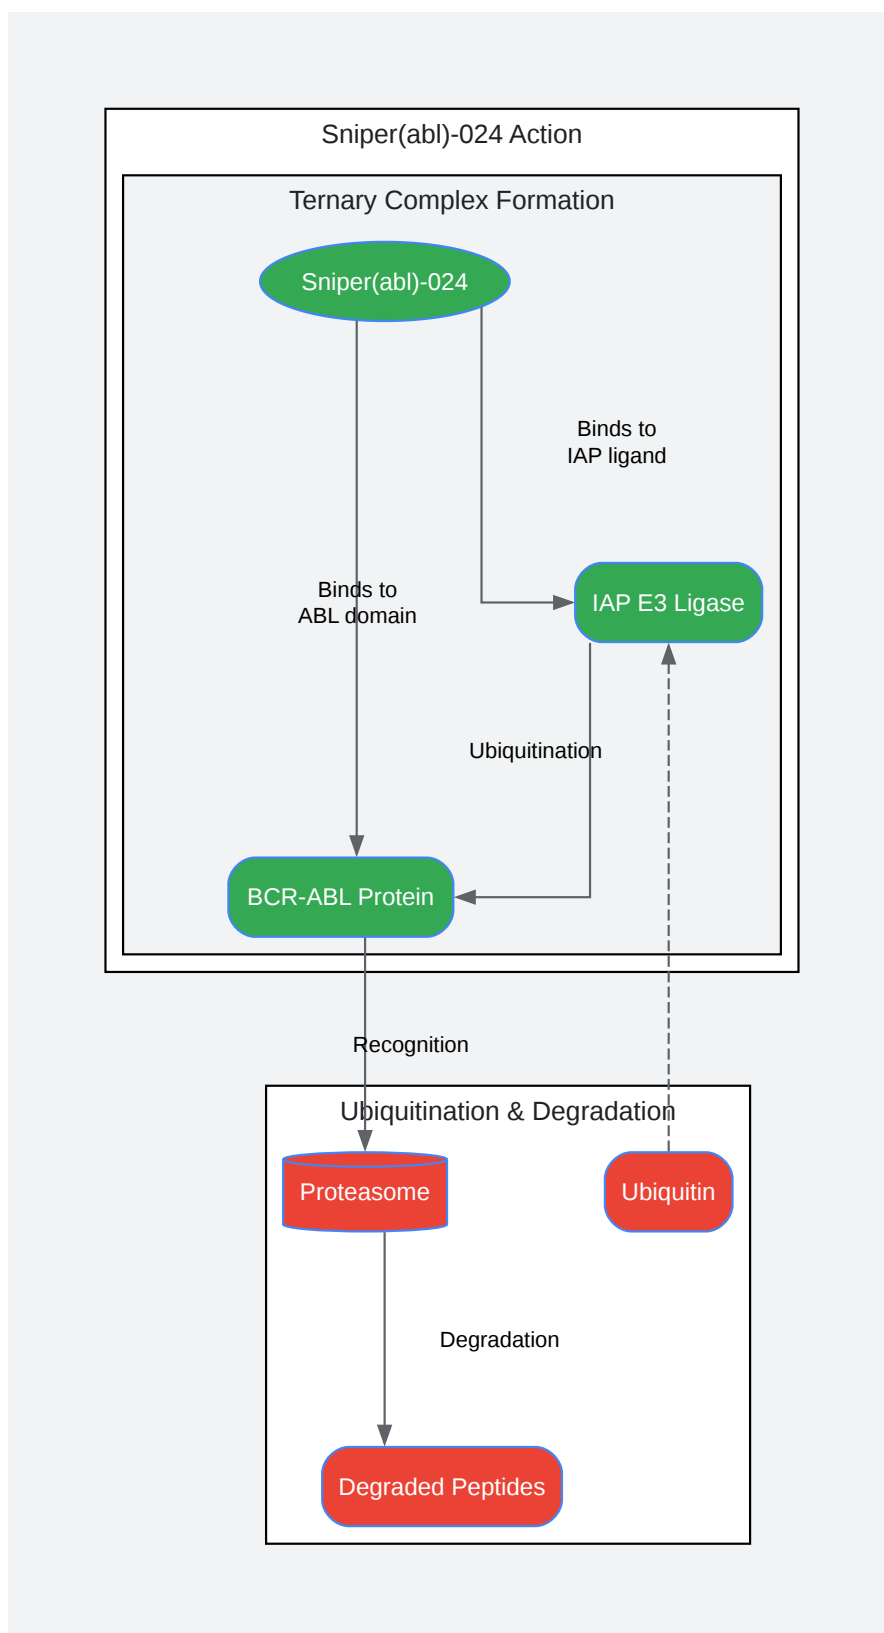 Sniper(abl)-024 Action
Ternary Complex Formation
Sniper(abl)-024
Binds to
IAP ligand
Binds to
ABL domain
IAP E3 Ligase
Ubiquitination
BCR-ABL Protein
Recognition
Ubiquitination & Degradation
Proteasome
Ubiquitin
Degradation
Degraded Peptides